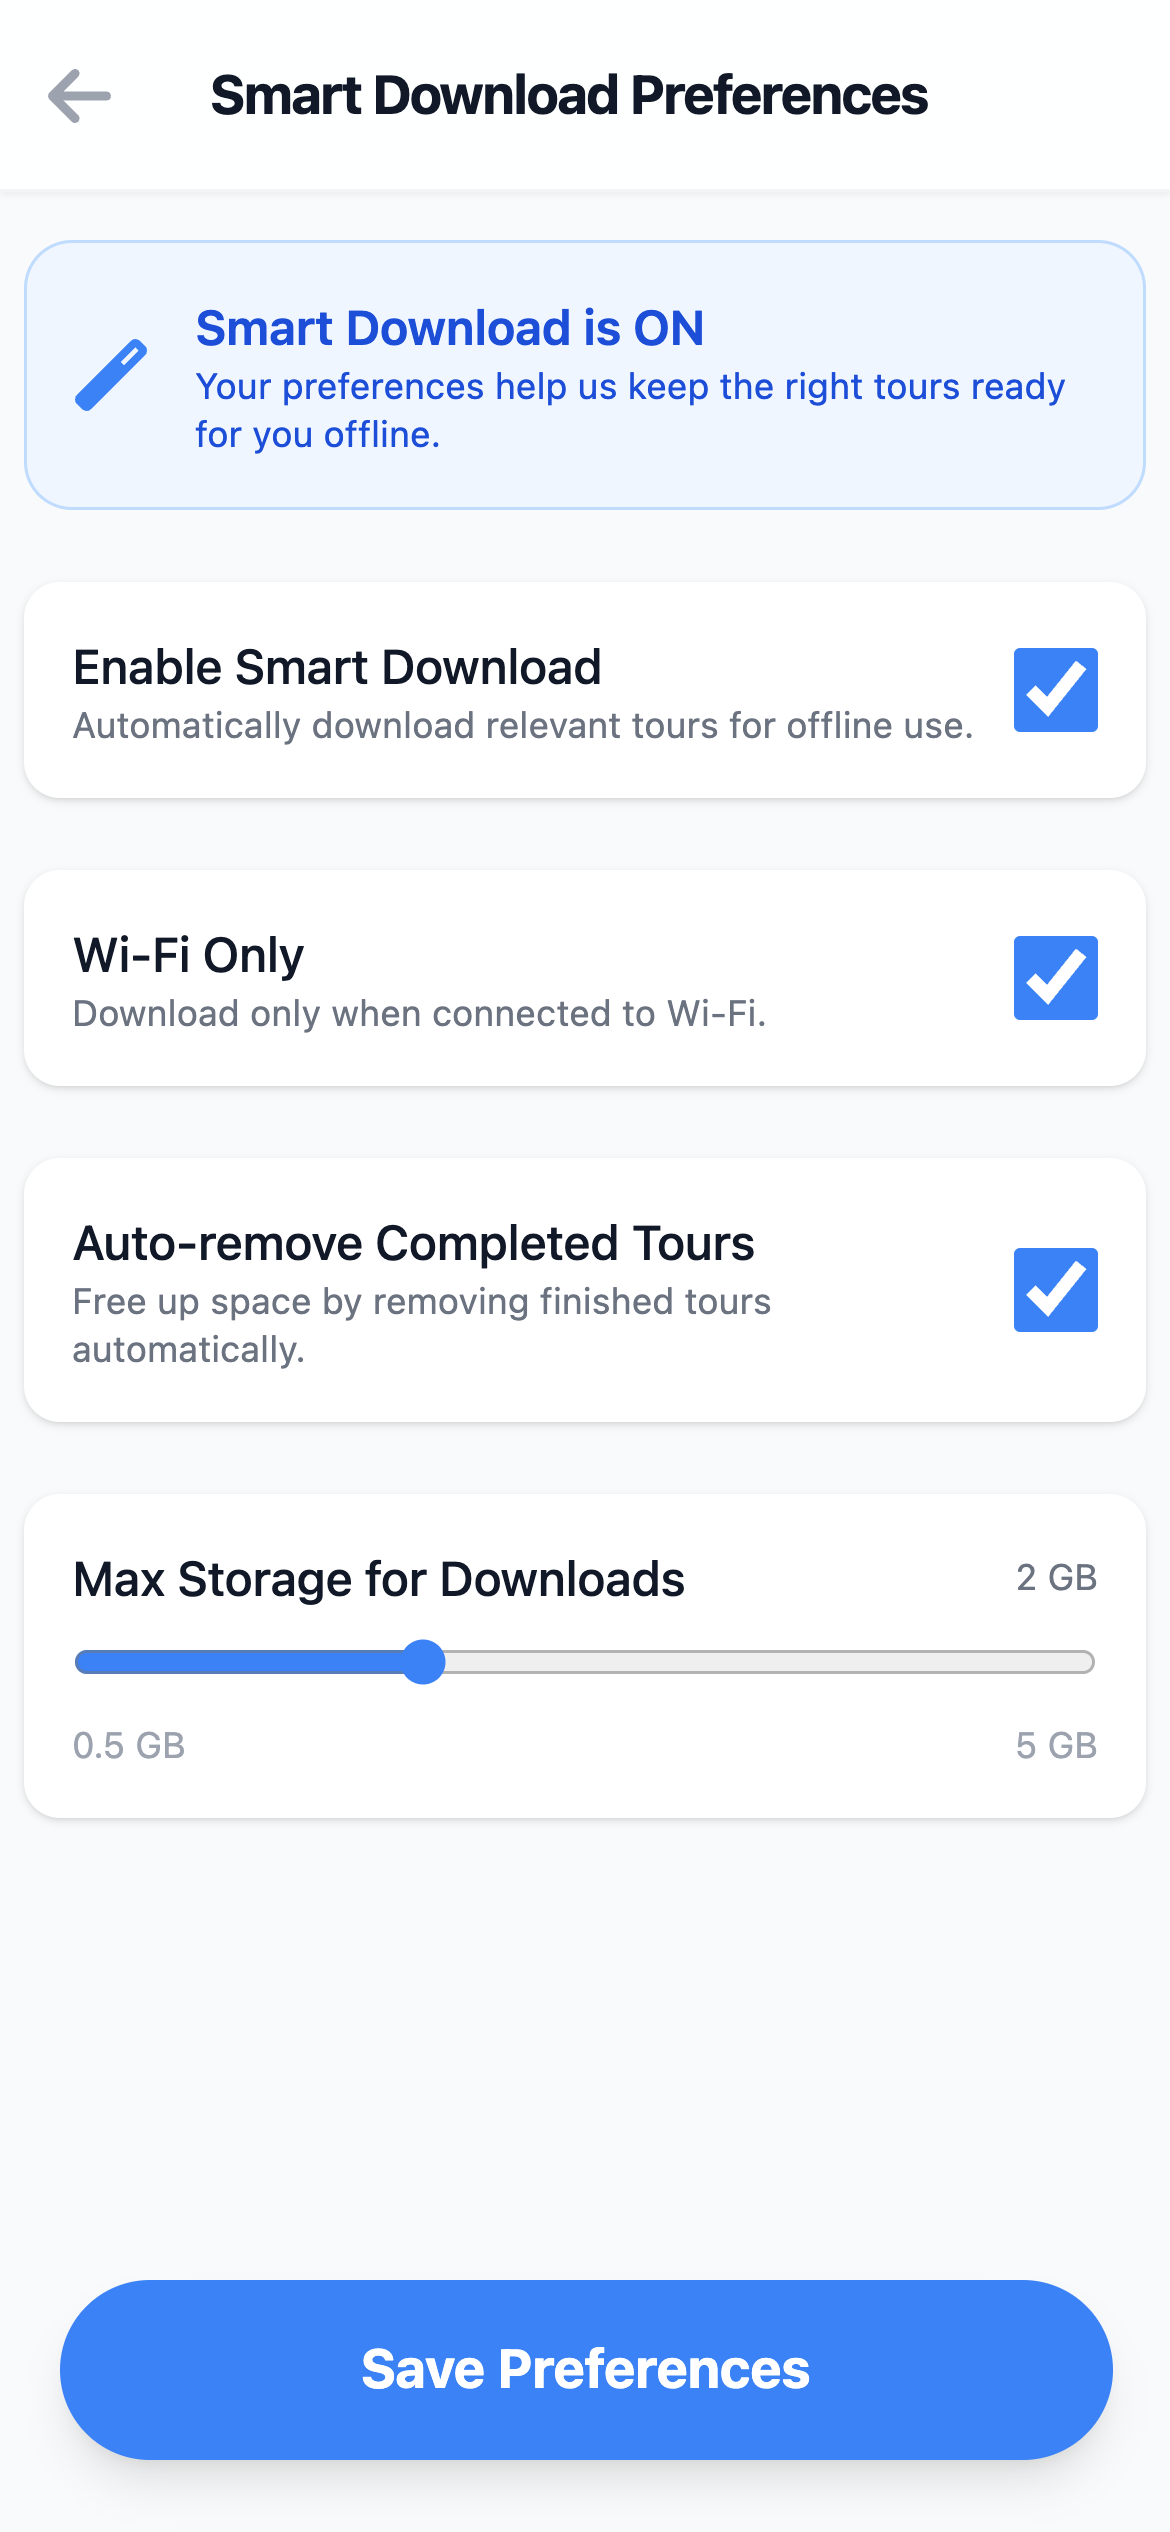 Smart Download Preferences
Smart Download is ON
Your preferences help us keep the right tours ready
for you offline.
Enable Smart Download
Automatically download relevant tours for offline use.
Wi-Fi Only
Download only when connected to Wi-Fi.
Auto-remove Completed Tours
Free up space by removing finished tours
automatically.
Max Storage for Downloads
2 GB
0.5 GB
5 GB
Save Preferences